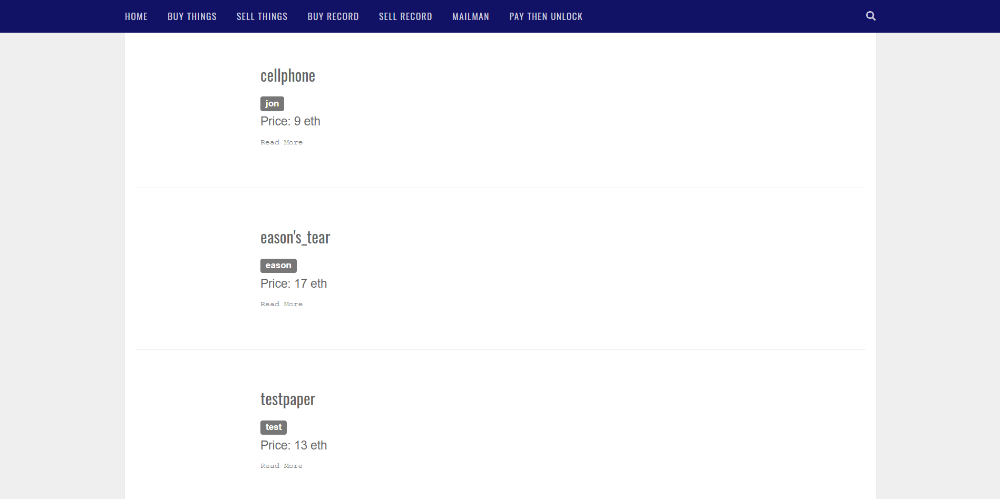 HOME BUY THINGS SELL THINGS BUY RECORD SELL RECORD MAILMAN PAY THEN UNLOCK
cellphone
jon
Price: 9 eth
Read More
eason's_tear
eason
Price: 17 eth
Read More
testpaper
test
Price: 13 eth
Read More